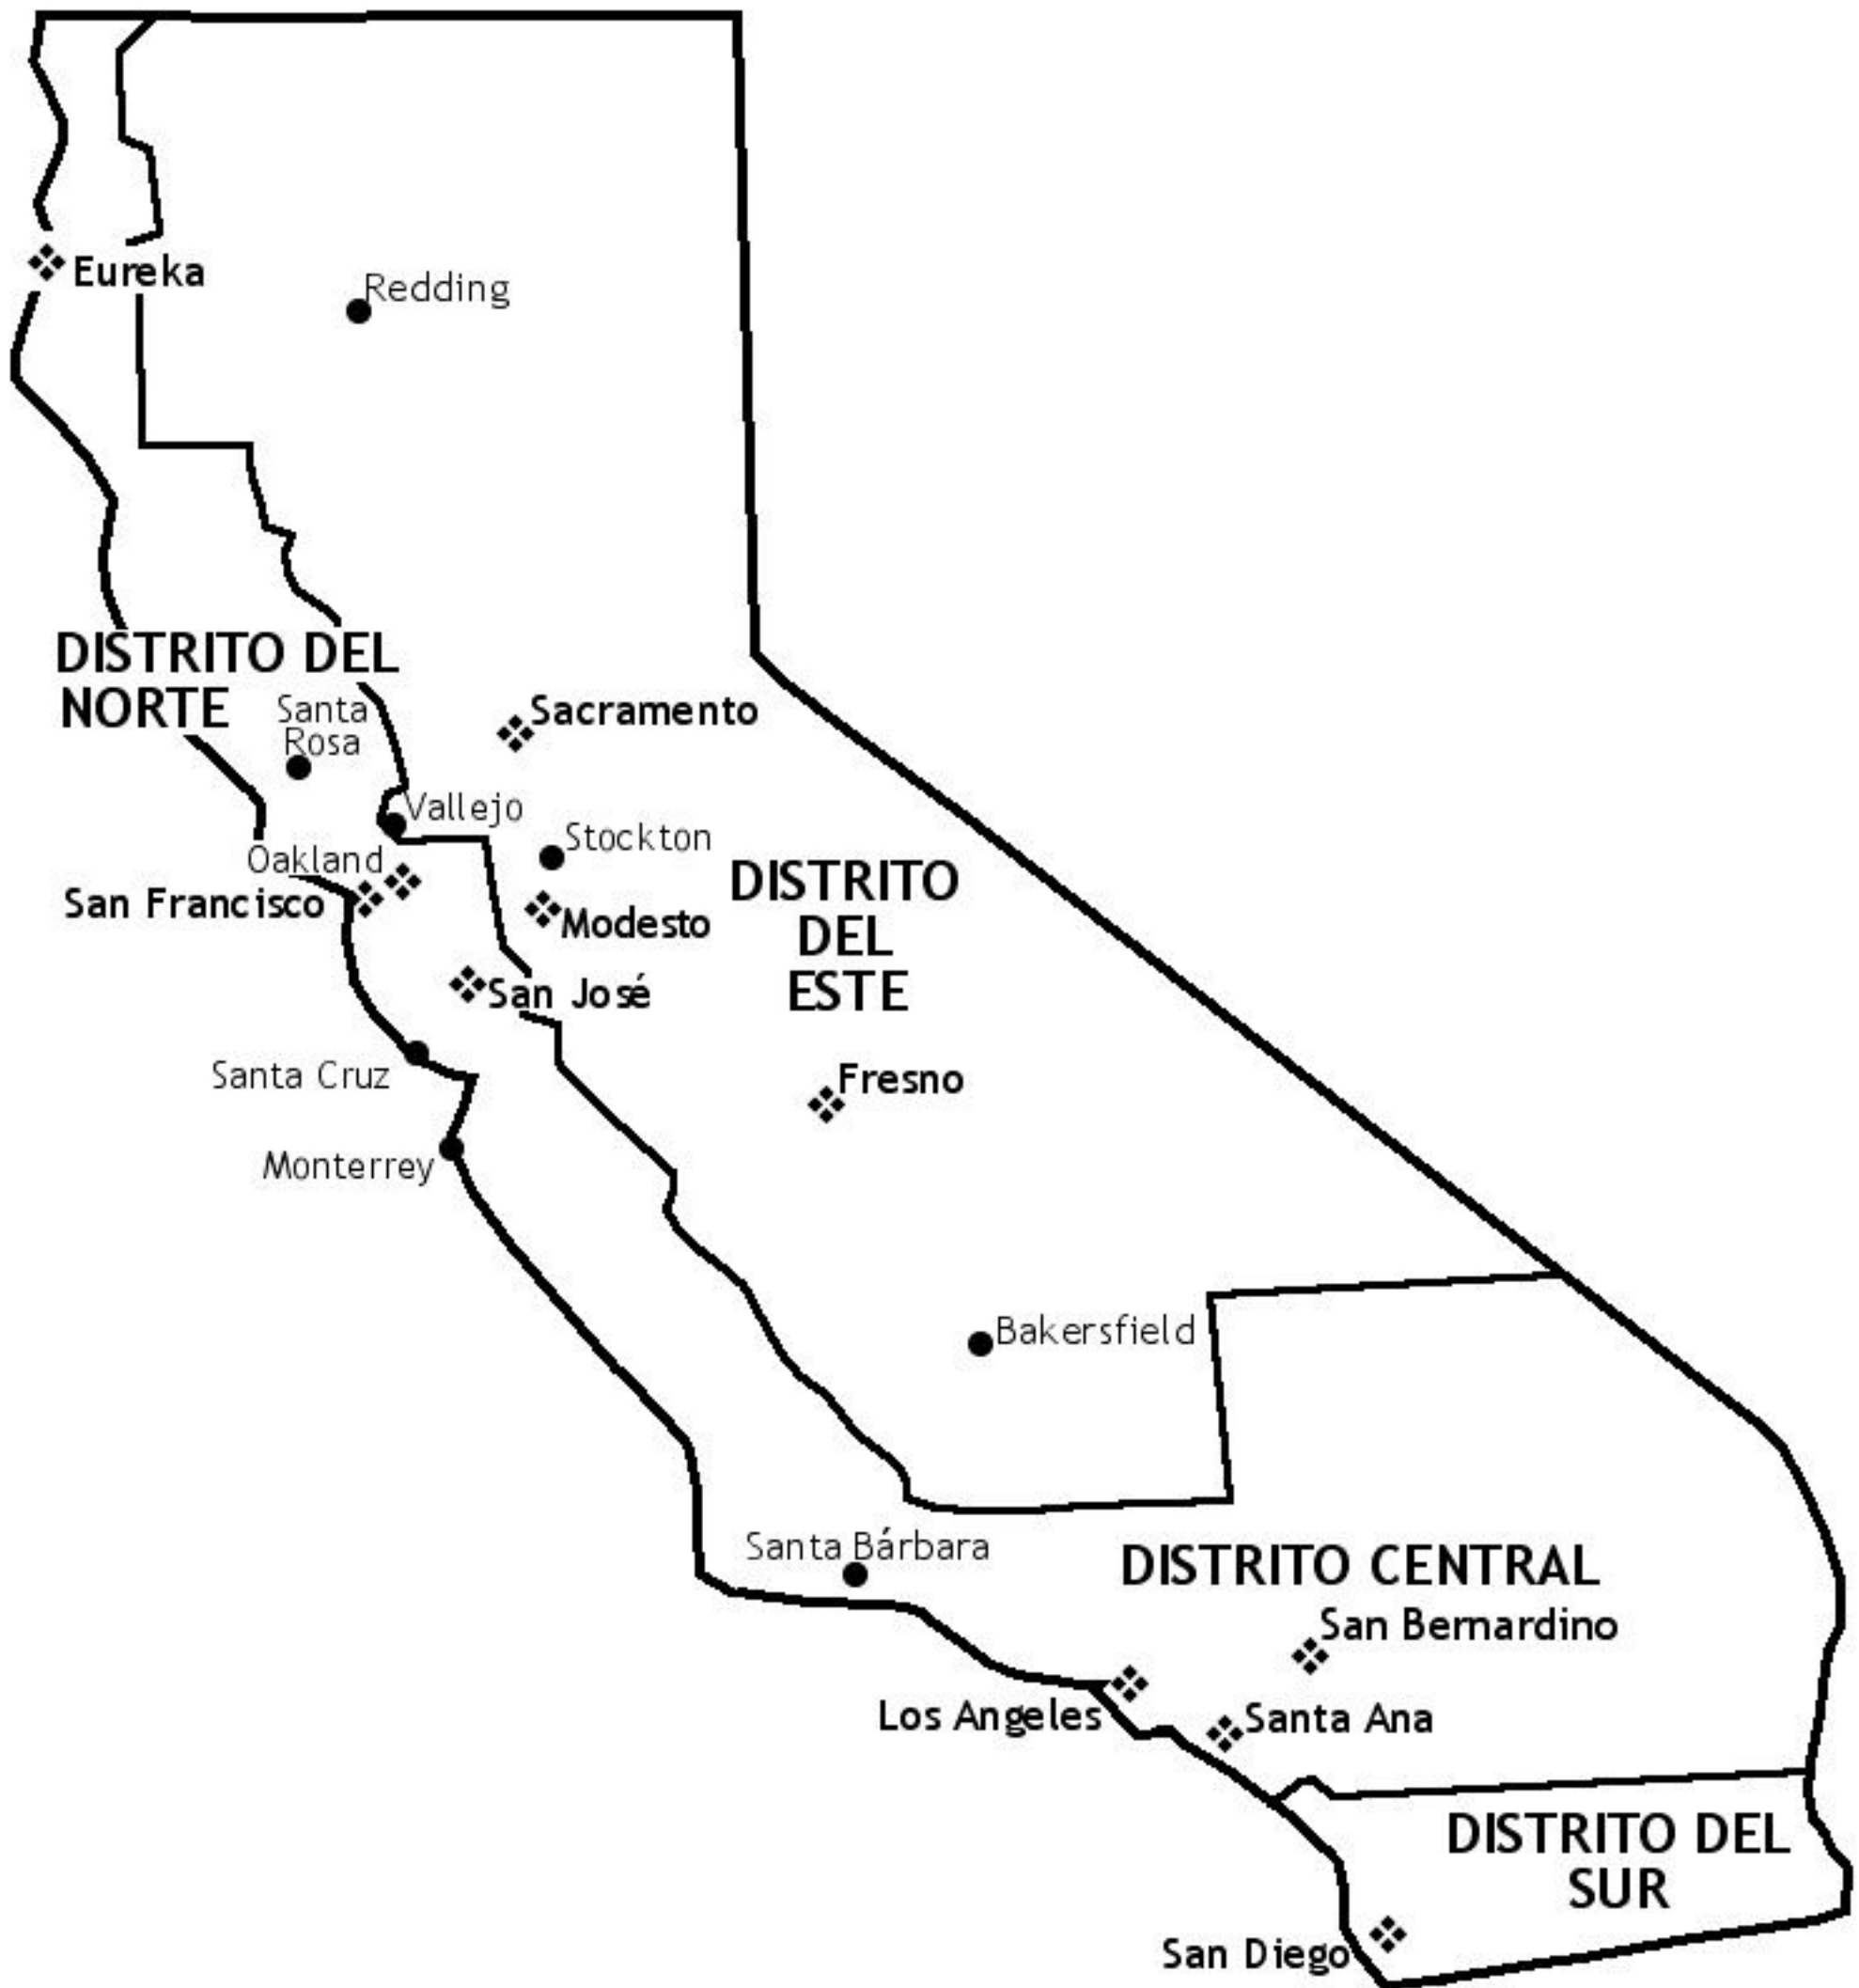 Eureka
Redding
DISTRITO DEL
NORTE
Santa
Rosa
Sacramento
Vallejo
Stockton
Oakland
San Francisco
Modesto
DISTRITO
DEL
ESTE
San José
Santa Cruz
Fresno
Monterrey
Bakersfield
Santa Bárbara
DISTRITO CENTRAL
San Bernardino
Los Angeles
Santa Ana
DISTRITO DEL
SUR
San Diego